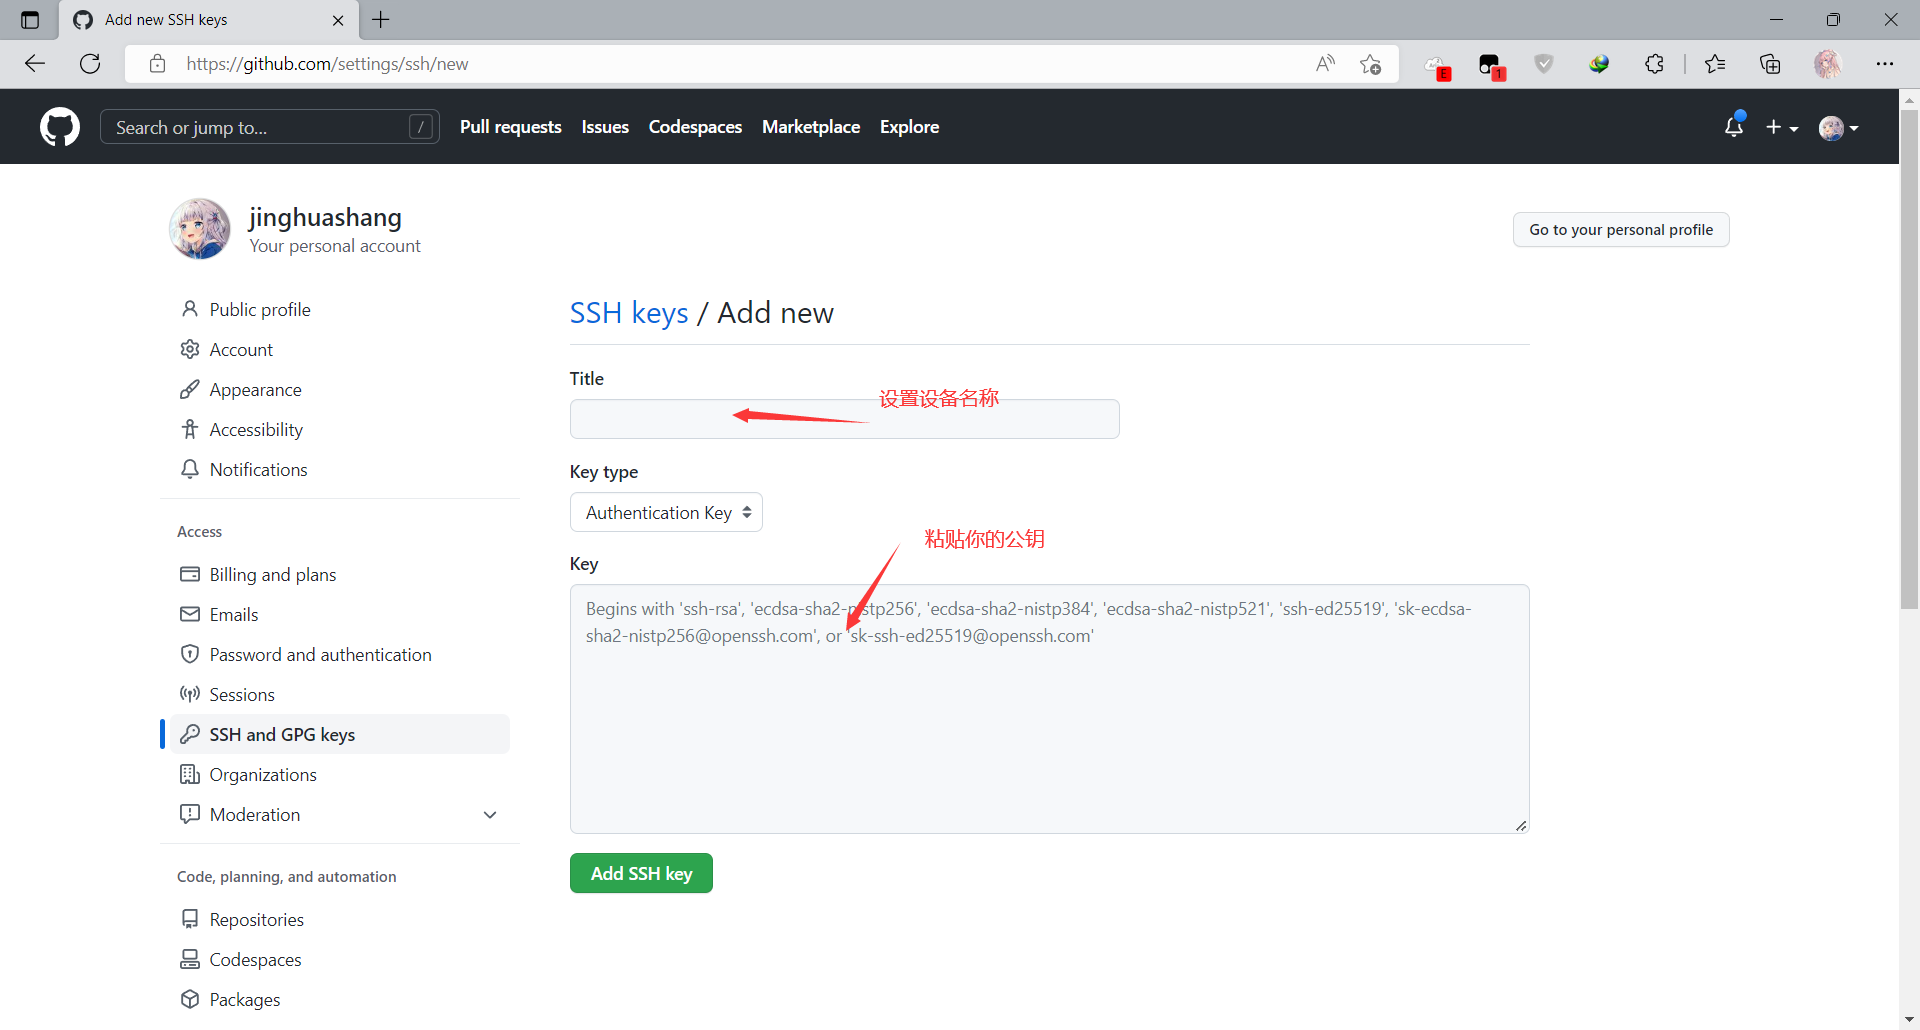 Add new SSH keys
https://github.com/settings/ssh/new
E
1
Search or jump to...
/
Pull requests
Issues
Codespaces
Marketplace
Explore
jinghuashang
Your personal account
Go to your personal profile
Public profile
Account
Appearance
Accessibility
Notifications
Access
Billing and plans
Emails
Password and authentication
Sessions
SSH and GPG keys
Organizations
Moderation
Code, planning, and automation
Repositories
Codespaces
Packages
SSH keys / Add new
Title
设置设备名称
Key type
Authentication Key
粘贴你的公钥
Key
Begins with 'ssh-rsa', 'ecdsa-sha2-nistp256', 'ecdsa-sha2-nistp384', 'ecdsa-sha2-nistp521', 'ssh-ed25519', 'sk-ecdsa-
sha2-nistp256@openssh.com', or 'sk-ssh-ed25519@openssh.com'
Add SSH key